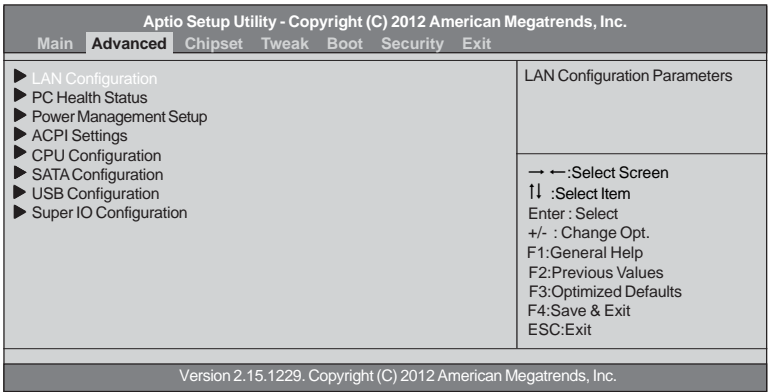 Aptio Setup Utility - Copyright (C) 2012 American Megatrends, Inc.
Main Advanced Chipset Tweak Boot Security Exit
LAN Configuration
PC Health Status
Power Management Setup
ACPI Settings
CPU Configuration
SATA Configuration
USB Configuration
Super IO Configuration
LAN Configuration Parameters
→ ←:Select Screen
↑↓ :Select Item
Enter : Select
+/- : Change Opt.
F1:General Help
F2:Previous Values
F3:Optimized Defaults
F4:Save & Exit
ESC:Exit
Version 2.15.1229. Copyright (C) 2012 American Megatrends, Inc.